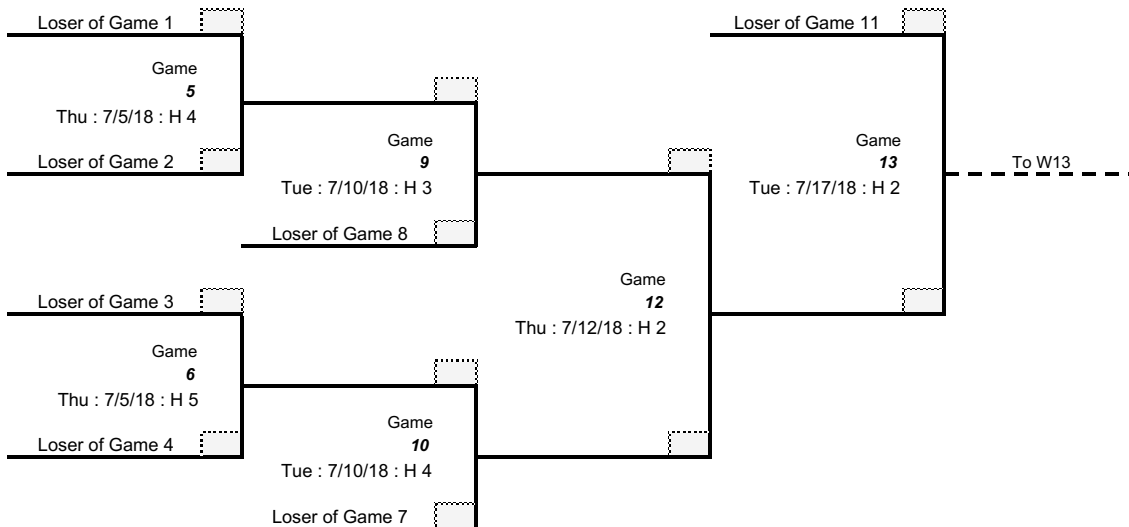 Loser of Game 1
Loser of Game 11
Game
5
Thu : 7/5/18 : H 4
Game
9
Tue : 7/10/18 : H 3
Game
13
Tue : 7/17/18 : H 2
Loser of Game 2
To W13
Loser of Game 8
Game
12
Thu : 7/12/18 : H 2
Loser of Game 3
Game
6
Thu : 7/5/18 : H 5
Loser of Game 4
Game
10
Tue : 7/10/18 : H 4
Loser of Game 7